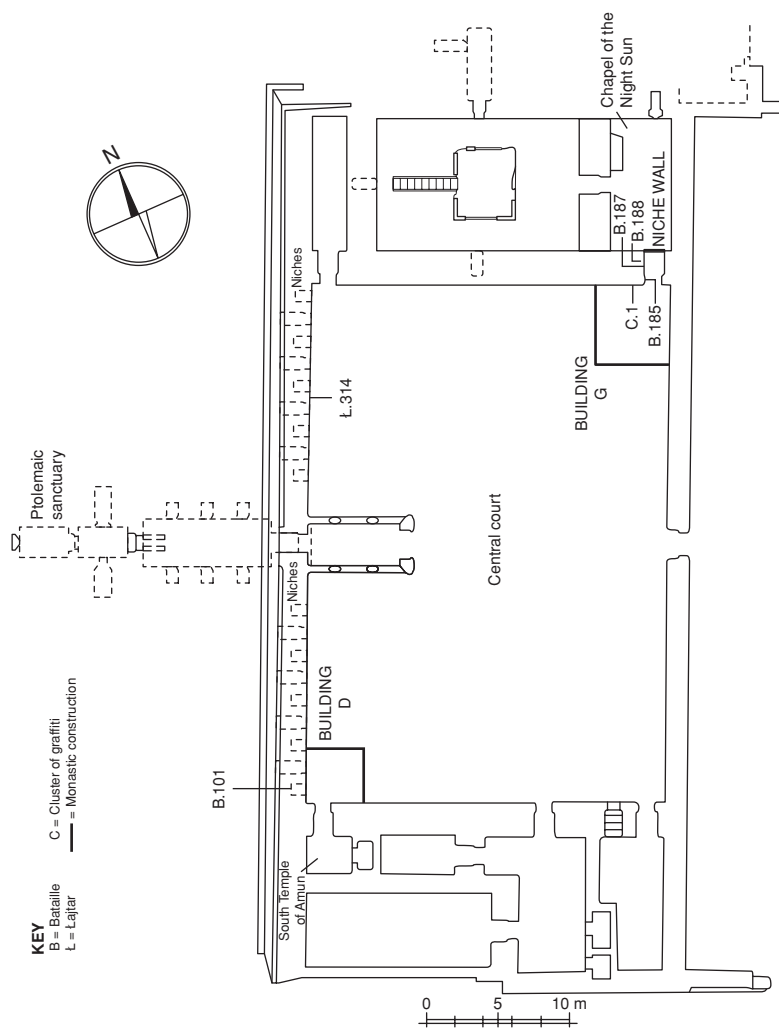 KEY
B = Bataille
Ł = Łajtar
C = Cluster of graffiti
= Monastic construction
N
Ptolemaic
sanctuary
B.101
Niches
Niches
Ł.314
BUILDING
D
South Temple
of Amun
Central court
BUILDING
G
C.1
B.185
B.187
B.188
NICHE WALL
Chapel of the
Night Sun
0
5
10 m